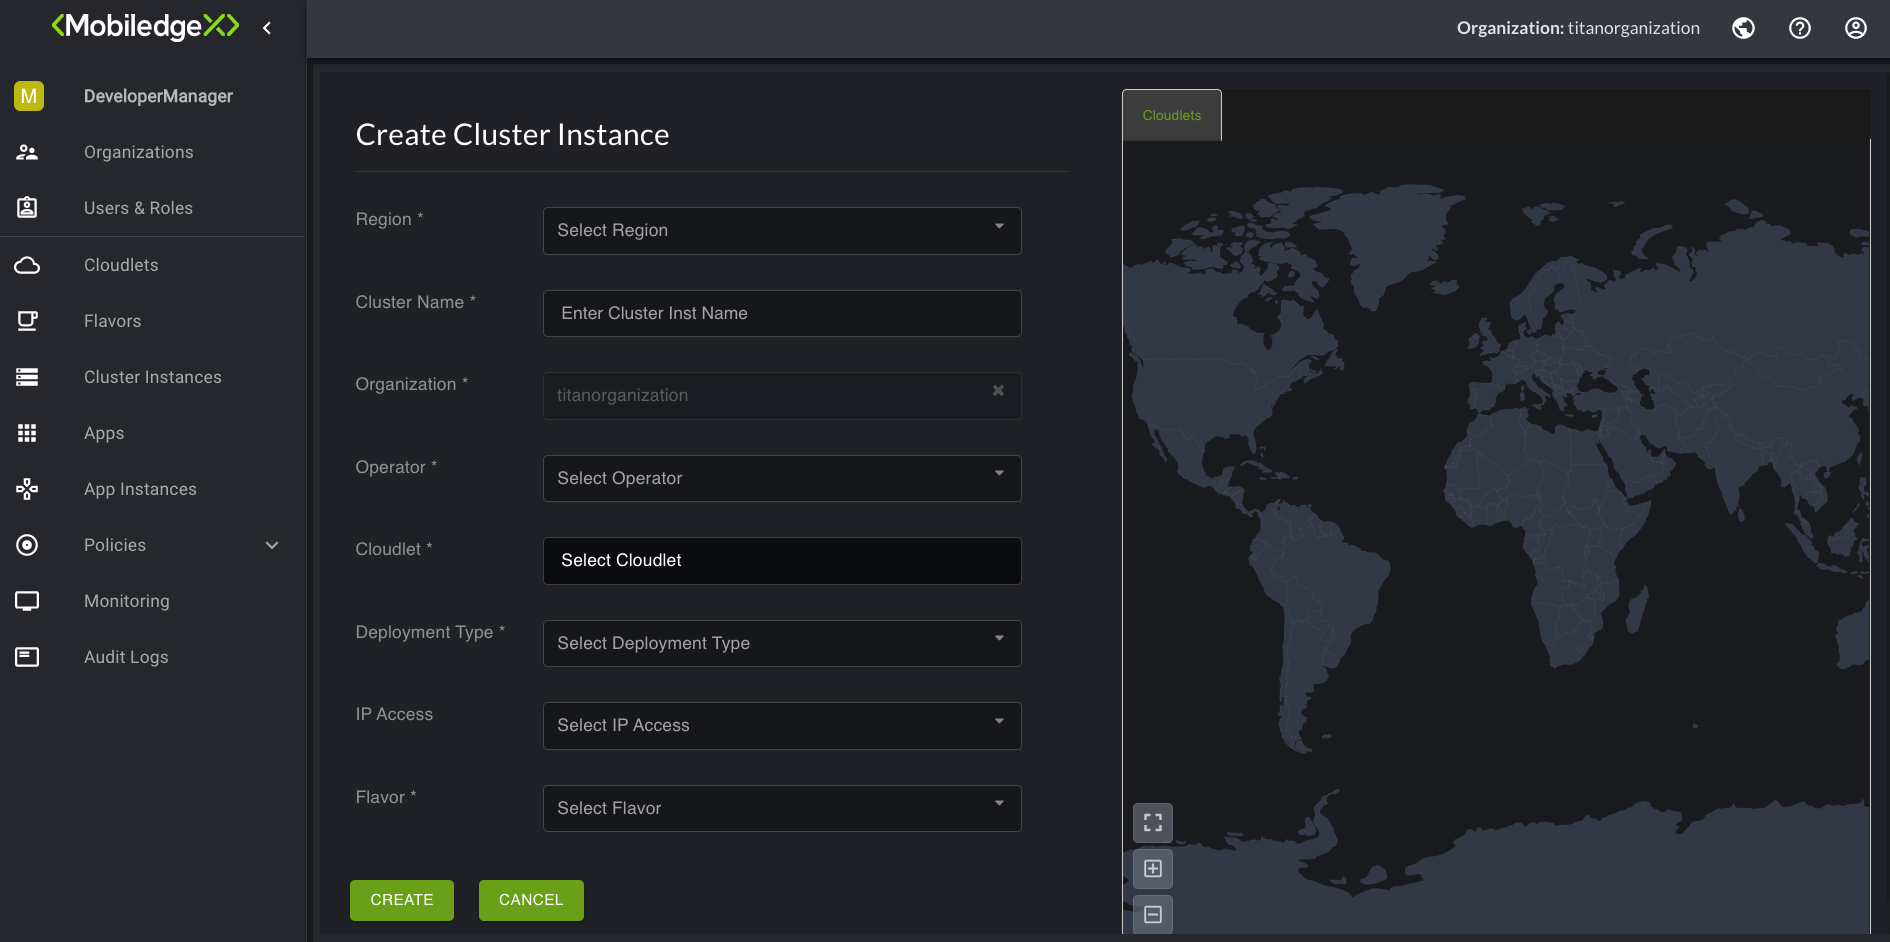 <MobiledgeX>
Organization: titanorganization
M DeveloperManager
Organizations
Users & Roles
Cloudlets
Flavors
Cluster Instances
Apps
App Instances
Policies
Monitoring
Audit Logs
Create Cluster Instance
Region *
Select Region
Cluster Name *
Enter Cluster Inst Name
Organization *
titanorganization
Operator *
Select Operator
Cloudlet *
Select Cloudlet
Deployment Type *
Select Deployment Type
IP Access
Select IP Access
Flavor *
Select Flavor
CREATE
CANCEL
Cloudlets